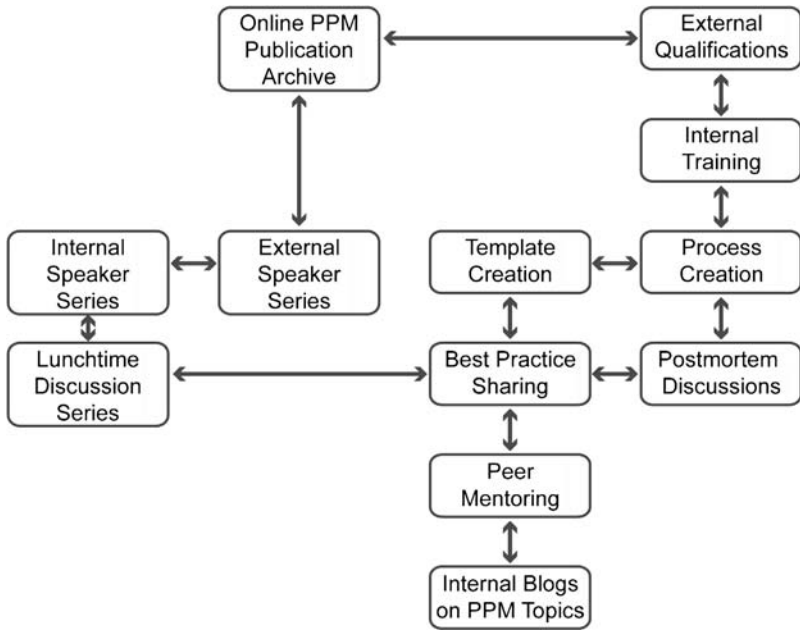 Online PPM
Publication
Archive
External
Qualifications
Internal
Training
Internal
Speaker
Series
External
Speaker
Series
Template
Creation
Process
Creation
Lunchtime
Discussion
Series
Best Practice
Sharing
Postmortem
Discussions
Peer
Mentoring
Internal Blogs
on PPM Topics